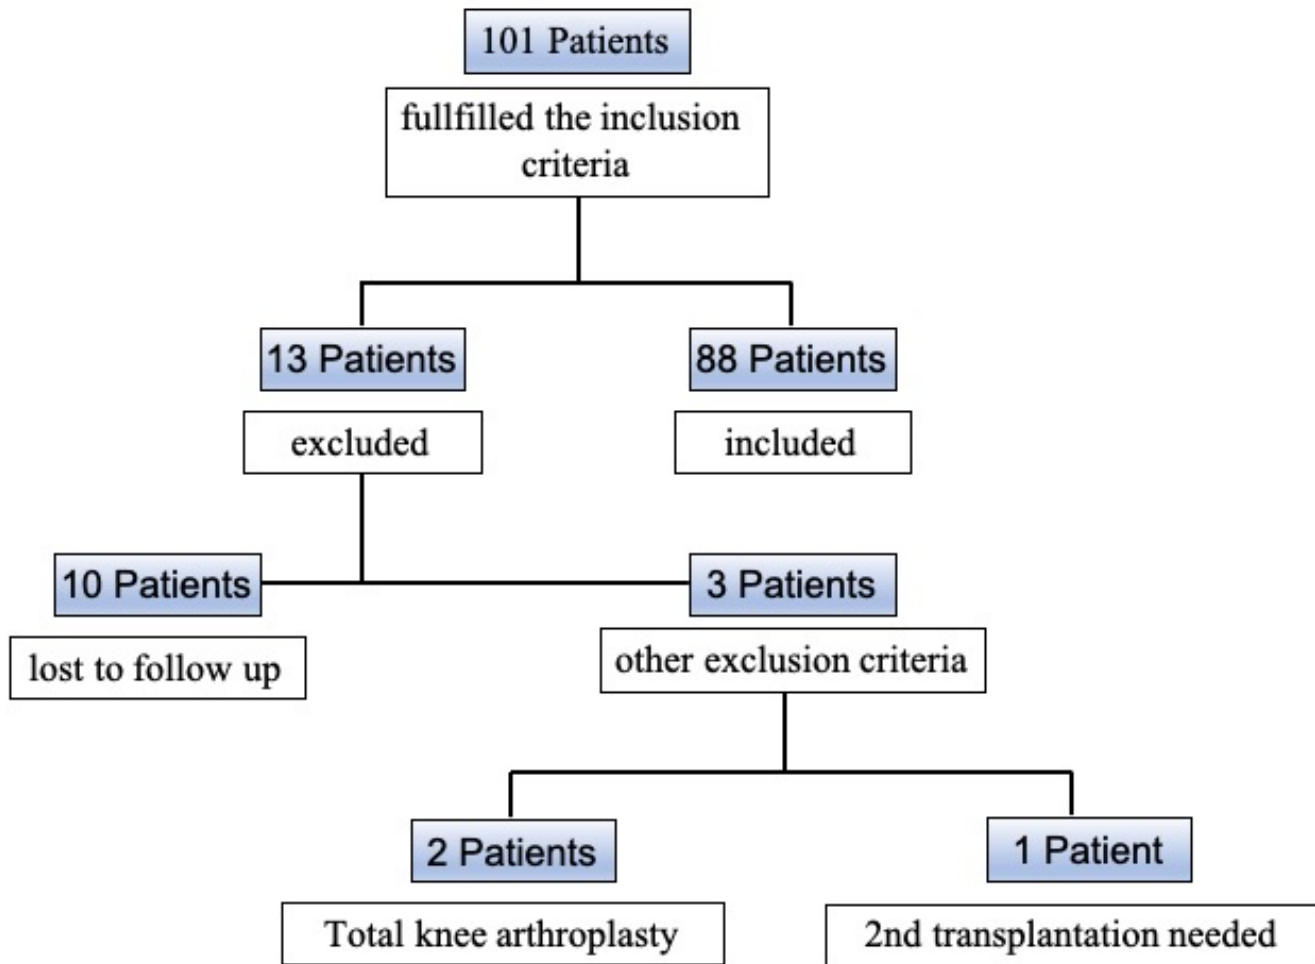 101 Patients
fullfilled the inclusion
criteria
13 Patients
88 Patients
excluded
included
10 Patients
3 Patients
lost to follow up
other exclusion criteria
2 Patients
1 Patient
Total knee arthroplasty
2nd transplantation needed